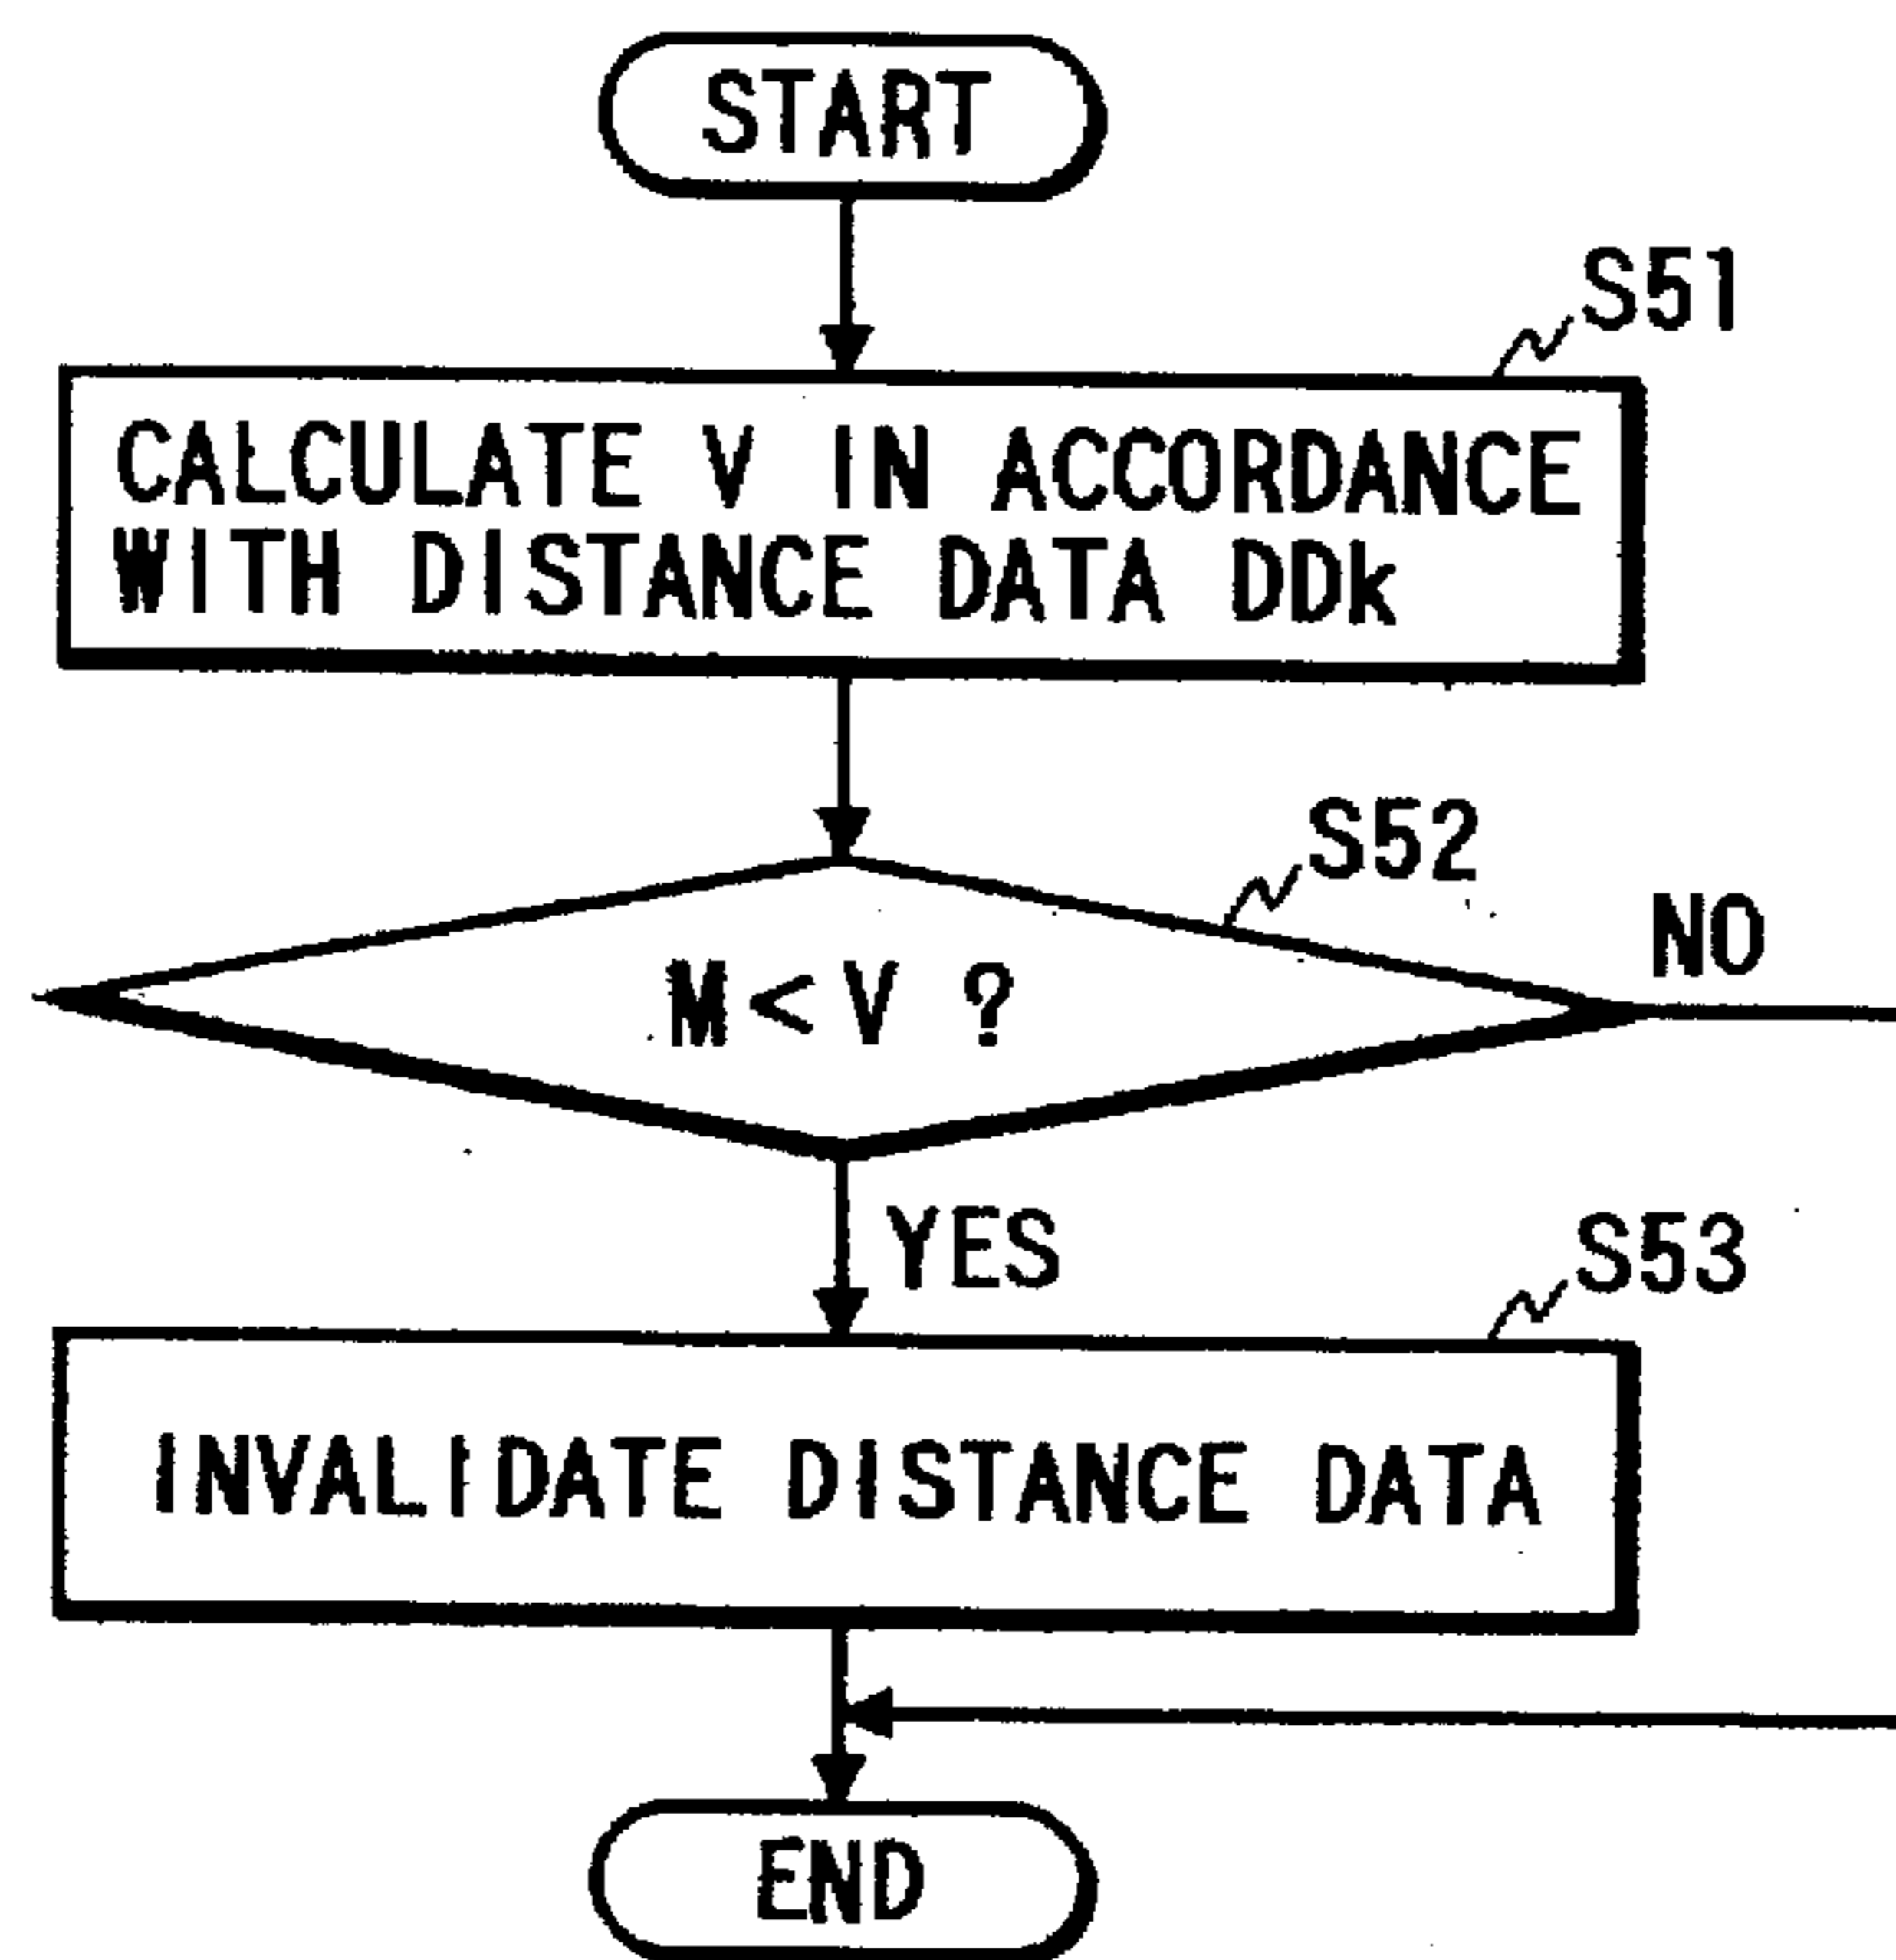 START
S51
CALCULATE V IN ACCORDANCE
WITH DISTANCE DATA DDk
S52
M<V ?
NO
YES
S53
INVALIDATE DISTANCE DATA
END